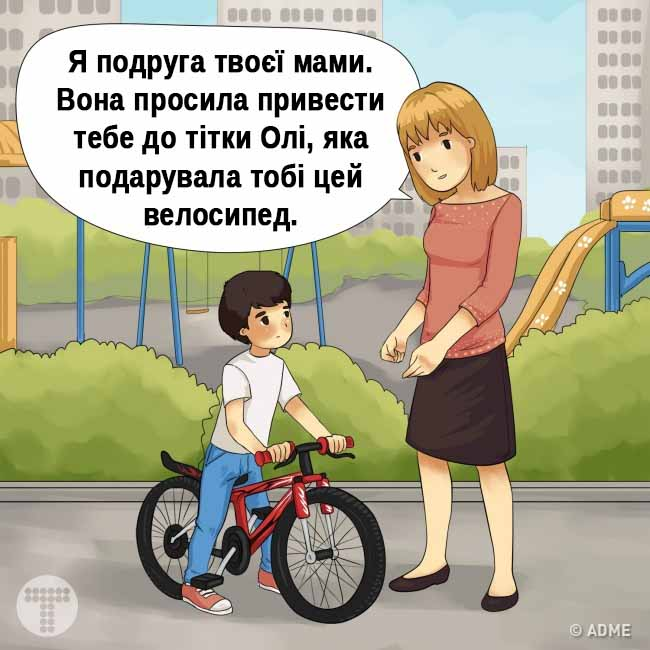 Я подруга твоєї мами.
Вона просила привести
тебе до тітки Олі, яка
подарувала тобі цей
велосипед.
T
© ADME